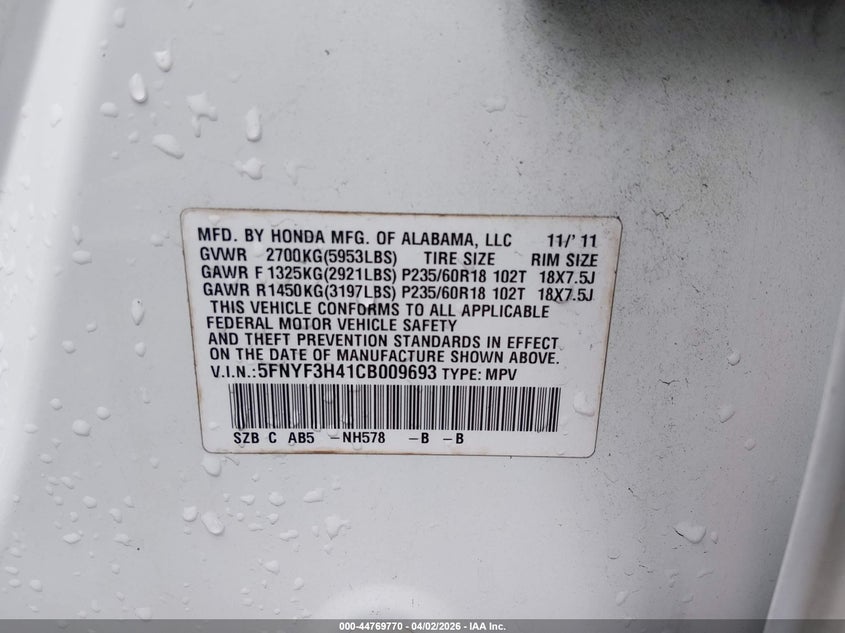 MFD. BY HONDA MFG. OF ALABAMA, LLC 11/'11
GVWR 2700KG(5953LBS) TIRE SIZE RIM SIZE
GAWR F 1325KG(2921LBS) P235/60R18 102T 18X7.5J
GAWR R 1450KG(3197LBS) P235/60R18 102T 18X7.5J
THIS VEHICLE CONFORMS TO ALL APPLICABLE
FEDERAL MOTOR VEHICLE SAFETY
AND THEFT PREVENTION STANDARDS IN EFFECT
ON THE DATE OF MANUFACTURE SHOWN ABOVE.
V.I.N.:5FNYF3H41CB009693 TYPE: MPV
SZB C AB5 -NH578 -B -B
000-44769770 - 04/02/2026 - IAA Inc.